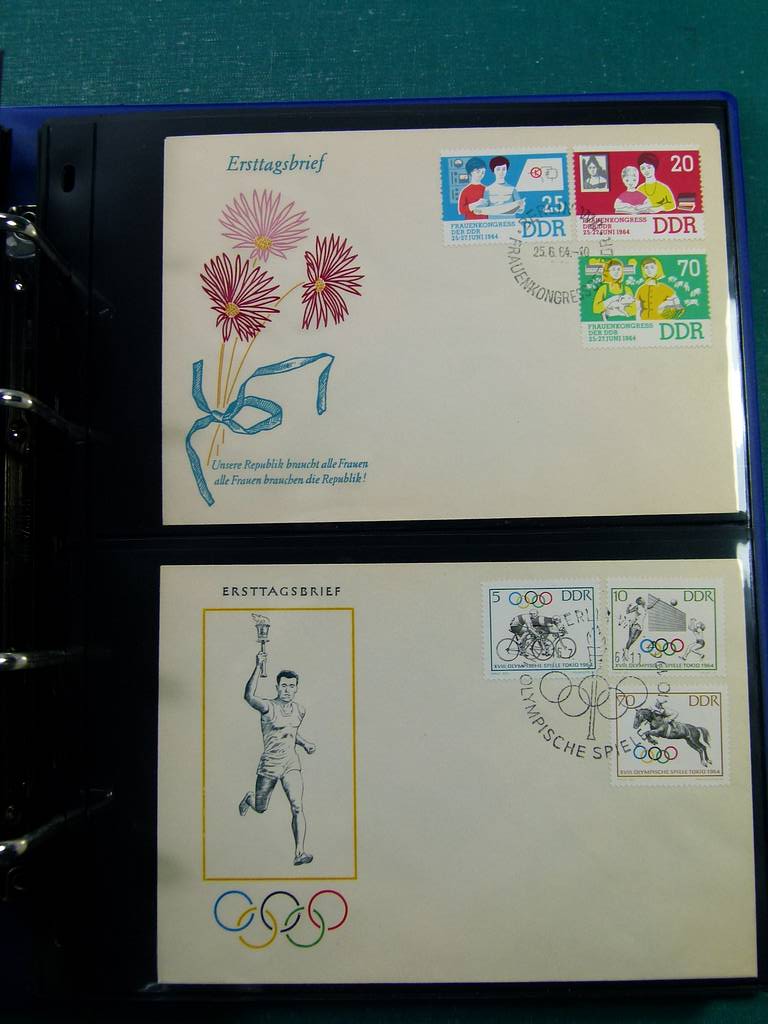 Ersttagsbrief
25
FRAUENKONGRESS
DER DDR
25-27. JUNI 1964
DDR
20
FRAUENKONGRESS
DER DDR
25-27. JUNI 1964
DDR
25.6.64.-10
FRAUENKONGRESS
70
FRAUENKONGRESS
DER DDR
25-27. JUNI 1964
DDR
Unsere Republik braucht alle Frauen
alle Frauen brauchen die Republik!
ERSTTAGSBRIEF
5 DDR
XVIII. OLYMPISCHE SPIELE TOKIO 1964
10 DDR
XVIII. OLYMPISCHE SPIELE TOKIO 1964
BERLIN
OLYMPISCHE SPIELE TOKIO
70 DDR
XVIII. OLYMPISCHE SPIELE TOKIO 1964